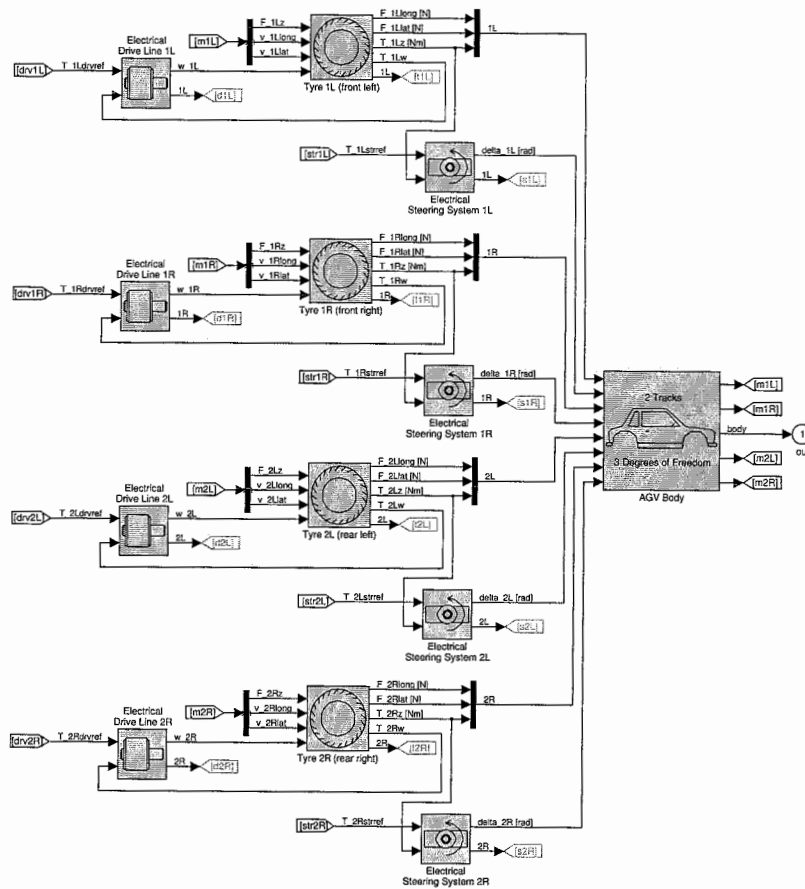 F_1Lz
v_1Llong
v_1Llat
[m1L]
F_1Llong [N]
F_1Llat [N]
T_1Lz [Nm]
T_1Lw
1L
[t1L]
1L
Tyre 1L (front left)
Electrical
Drive Line 1L
[drv1L]
T_1Ldrvref
w_1L
1L
[d1L]
[str1L]
T_1Lstrref
delta_1L [rad]
1L
[s1L]
Electrical
Steering System 1L
F_1Rz
v_1Rlong
v_1Rlat
[m1R]
F_1Rlong [N]
F_1Rlat [N]
T_1Rz [Nm]
T_1Rw
1R
[t1R]
1R
Tyre 1R (front right)
Electrical
Drive Line 1R
[drv1R]
T_1Rdrvref
w_1R
1R
[d1R]
[str1R]
T_1Rstrref
delta_1R [rad]
1R
[s1R]
Electrical
Steering System 1R
2 Tracks
3 Degrees of Freedom
AGV Body
[m1L]
[m1R]
body
1
ou
[m2L]
[m2R]
F_2Lz
v_2Llong
v_2Llat
[m2L]
F_2Llong [N]
F_2Llat [N]
T_2Lz [Nm]
T_2Lw
2L
[t2L]
2L
Tyre 2L (rear left)
Electrical
Drive Line 2L
[drv2L]
T_2Ldrvref
w_2L
2L
[d2L]
[str2L]
T_2Lstrref
delta_2L [rad]
2L
[s2L]
Electrical
Steering System 2L
F_2Rz
v_2Rlong
v_2Rlat
[m2R]
F_2Rlong [N]
F_2Rlat [N]
T_2Rz [Nm]
T_2Rw
2R
[t2R]
2R
Tyre 2R (rear right)
Electrical
Drive Line 2R
[drv2R]
T_2Rdrvref
w_2R
2R
[d2R]
[str2R]
T_2Rstrref
delta_2R [rad]
2R
[s2R]
Electrical
Steering System 2R